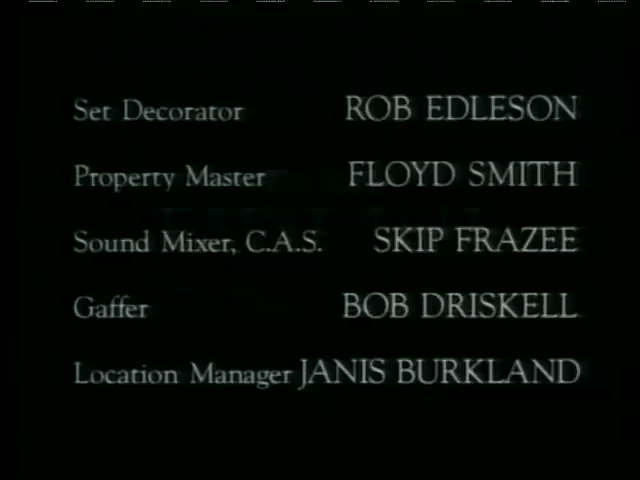 Set Decorator ROB EDLESON
Property Master FLOYD SMITH
Sound Mixer, C.A.S. SKIP FRAZEE
Gaffer BOB DRISKELL
Location Manager JANIS BURKLAND